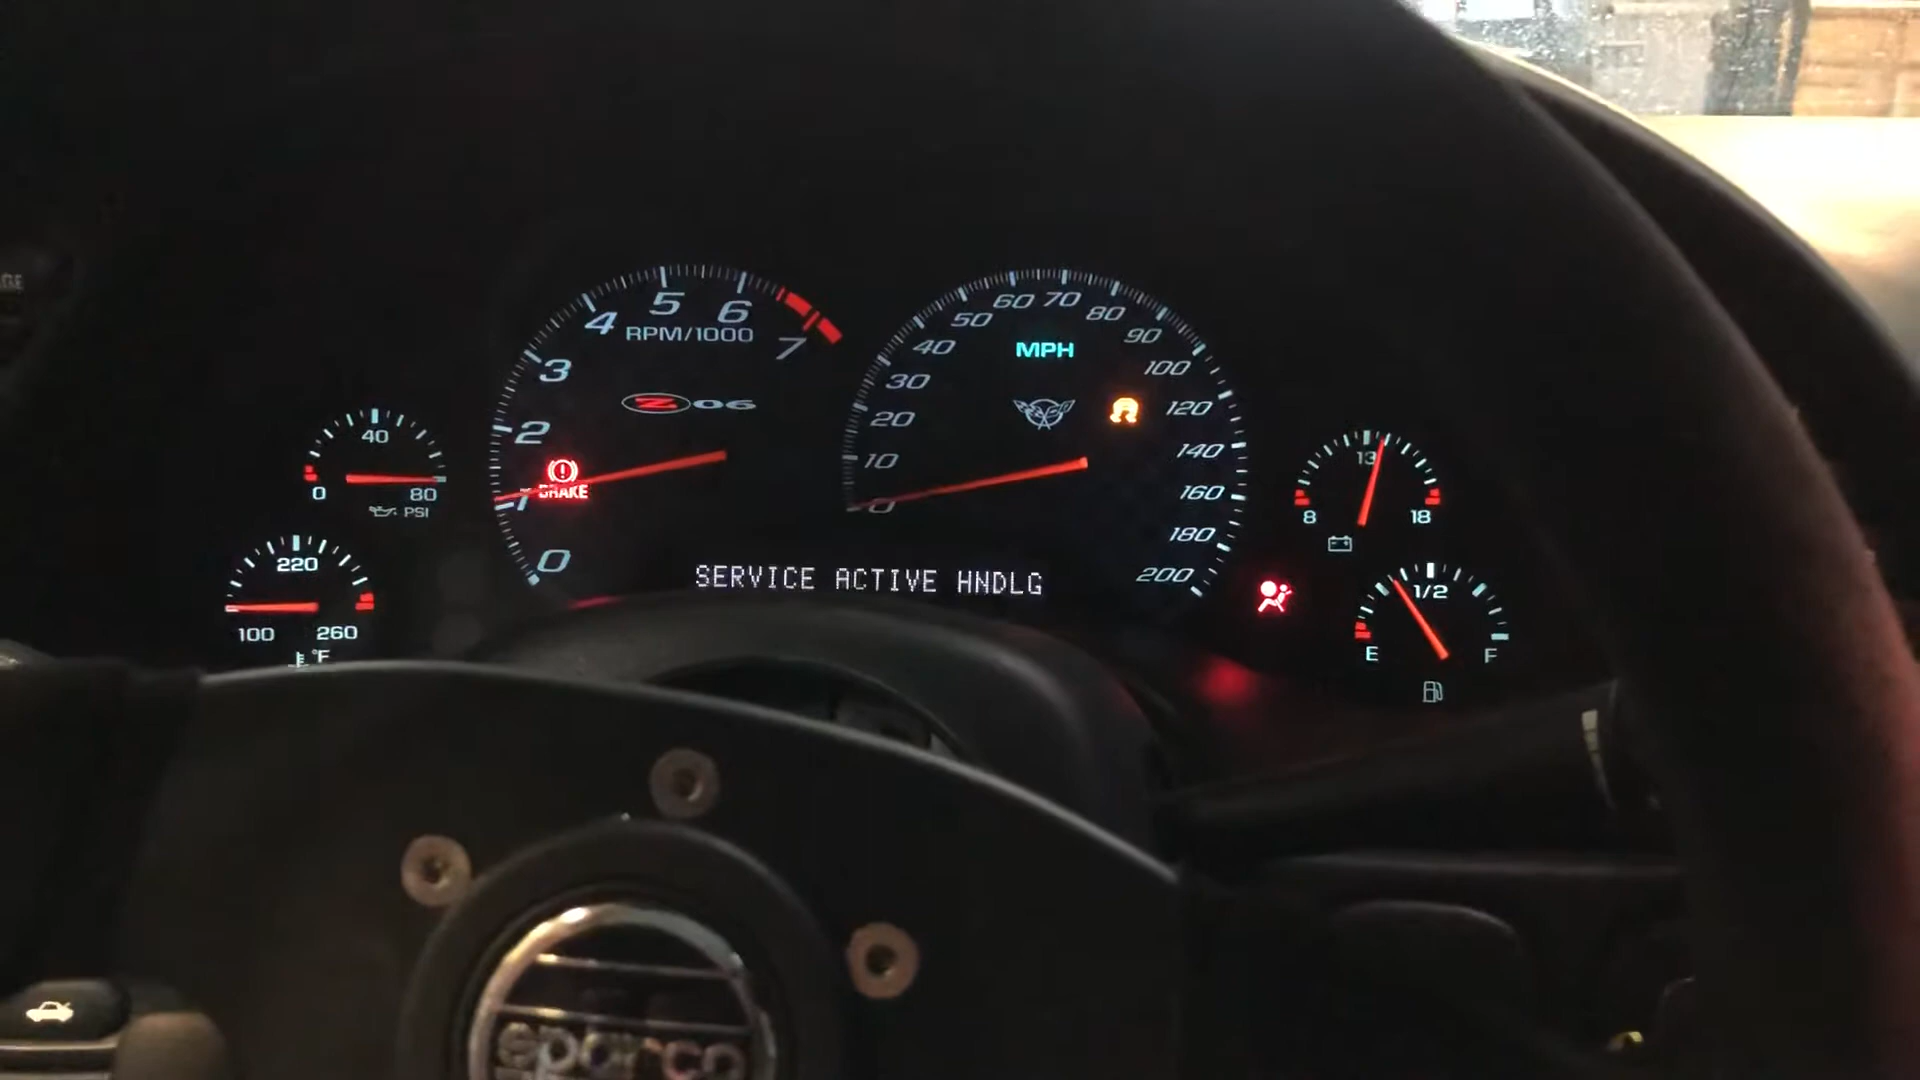 4 5 6 7
RPM/1000
3
2
1
0
Z06
BRAKE
0 10 20 30 40 50 60 70 80 90 100 120 140 160 180 200
MPH
SERVICE ACTIVE HNDLG
40
0 80
PSI
220
100 260
°F
13
8 18
1/2
E F
sparco